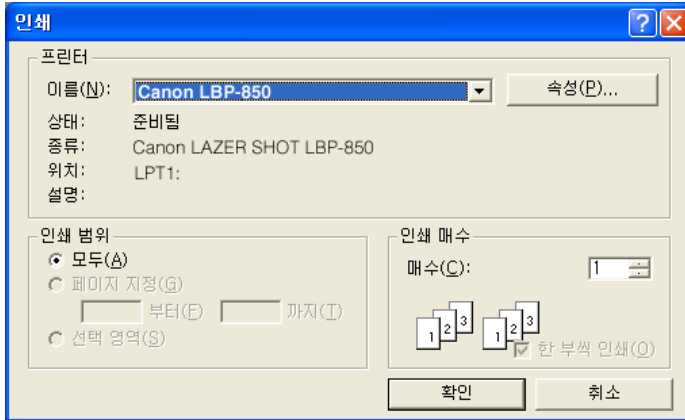 인쇄
프린터
이름(N):
Canon LBP-850
속성(P)...
상태: 준비됨
종류: Canon LAZER SHOT LBP-850
위치: LPT1:
설명:
인쇄 범위
모두(A)
페이지 지정(G)
부터(F) 까지(T)
선택 영역(S)
인쇄 매수
매수(C): 1
1 2 3 1 2 3
한 부씩 인쇄(O)
확인 취소